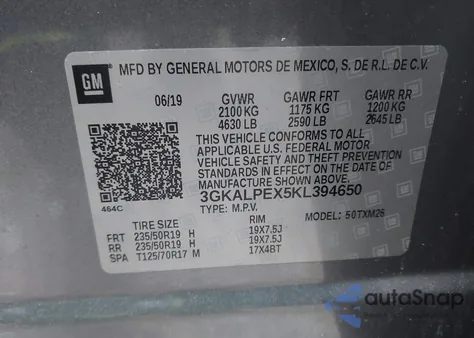 GM
MFD BY GENERAL MOTORS DE MEXICO, S. DE R.L. DE C.V.
06/19 GVWR GAWR FRT GAWR RR
2100 KG 1175 KG 1200 KG
4630 LB 2590 LB 2645 LB
THIS VEHICLE CONFORMS TO ALL
APPLICABLE U.S. FEDERAL MOTOR
VEHICLE SAFETY AND THEFT PREVENTION
STANDARDS IN EFFECT ON THE DATE OF
MANUFACTURE SHOWN ABOVE.
464C 3GKALPEX5KL394650
TYPE: M.P.V. MODEL: 50TXM26
TIRE SIZE RIM
FRT 235/50R19 H 19X7.5J
RR 235/50R19 H 19X7.5J
SPA T125/70R17 M 17X4BT
autoSnap